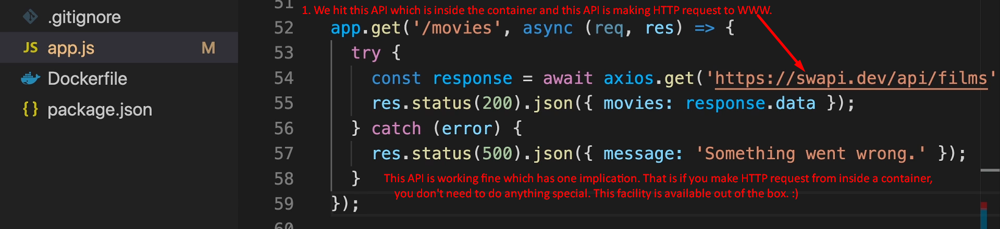 .gitignore
JS app.js M
Dockerfile
{} package.json
51
1. We hit this API which is inside the container and this API is making HTTP request to WWW.
52 app.get('/movies', async (req, res) => {
53 try {
54 const response = await axios.get('https://swapi.dev/api/films'
55 res.status(200).json({ movies: response.data });
56 } catch (error) {
57 res.status(500).json({ message: 'Something went wrong.' });
58 }
This API is working fine which has one implication. That is if you make HTTP request from inside a container,
you don't need to do anything special. This facility is available out of the box. :)
59 });
60